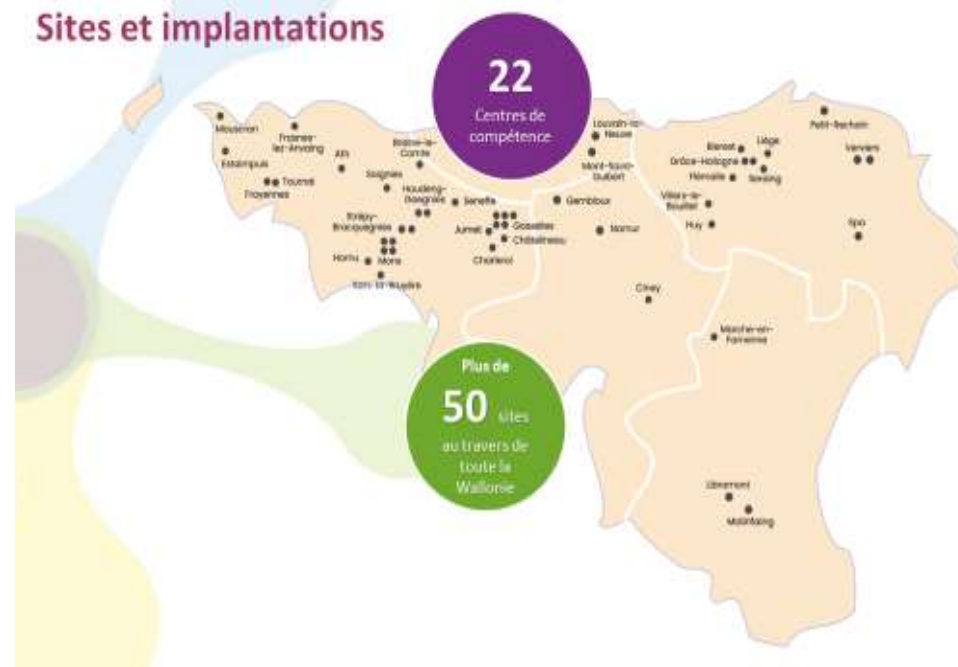 Sites et implantations
22
Centres de
compétence
Mouscron
Estaimpuis
Frasnes-
lez-Anvaing
Ath
Tournai
Froyennes
Braine-le-
Comte
Soignies
Houdeng-
Goegnies
Strépy-
Bracquegnies
Hornu
Mons
Seneffe
Jumet
Gosselies
Châtelineau
Charleroi
Louvain-la-
Neuve
Mont-Saint-
Guibert
Gembloux
Namur
Ciney
Bierset
Liège
Grâce-Hollogne
Seraing
Villers-le-
Bouillet
Huy
Petit-Rechain
Verviers
Spa
Marche-en-
Famenne
Libramont
Plus de
50 sites
au travers de
toute la
Wallonie